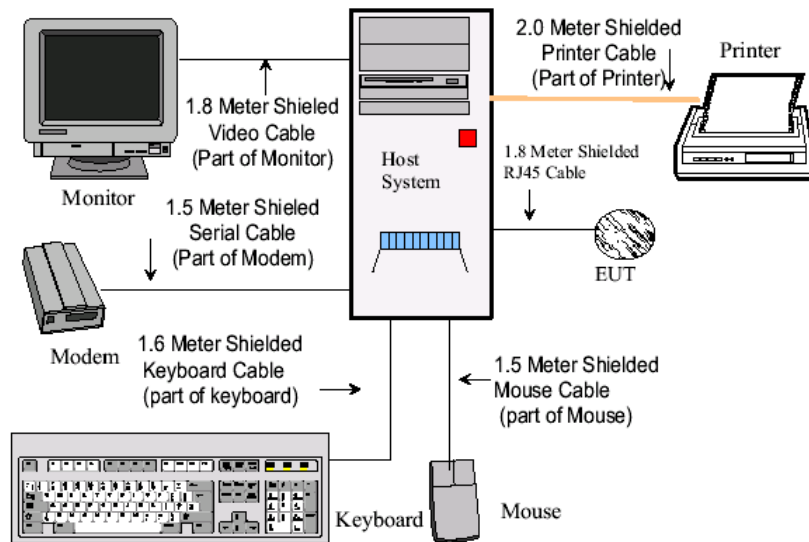 2.0 Meter Shielded
Printer Cable
(Part of Printer)
Printer
1.8 Meter Shieled
Video Cable
(Part of Monitor)
Monitor
Host
System
1.8 Meter Shielded
RJ45 Cable
EUT
1.5 Meter Shieled
Serial Cable
(Part of Modem)
Modem
1.6 Meter Shielded
Keyboard Cable
(part of keyboard)
1.5 Meter Shielded
Mouse Cable
(part of Mouse)
Keyboard
Mouse